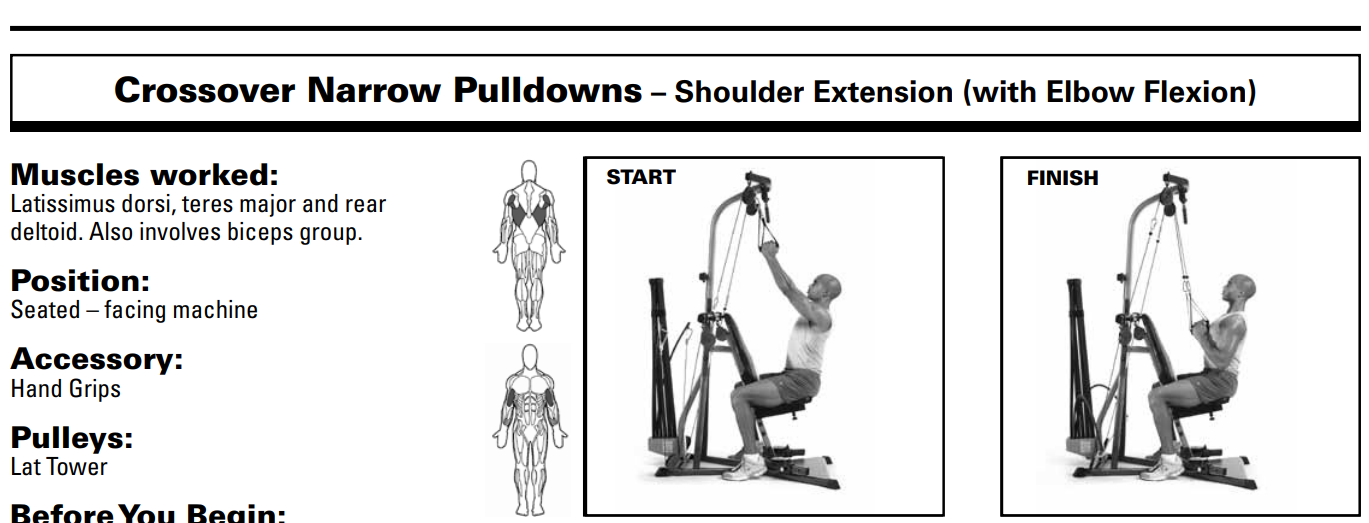 Crossover Narrow Pulldowns – Shoulder Extension (with Elbow Flexion)
Muscles worked:
Latissimus dorsi, teres major and rear
deltoid. Also involves biceps group.
Position:
Seated – facing machine
Accessory:
Hand Grips
Pulleys:
Lat Tower
Before You Begin:
START
FINISH